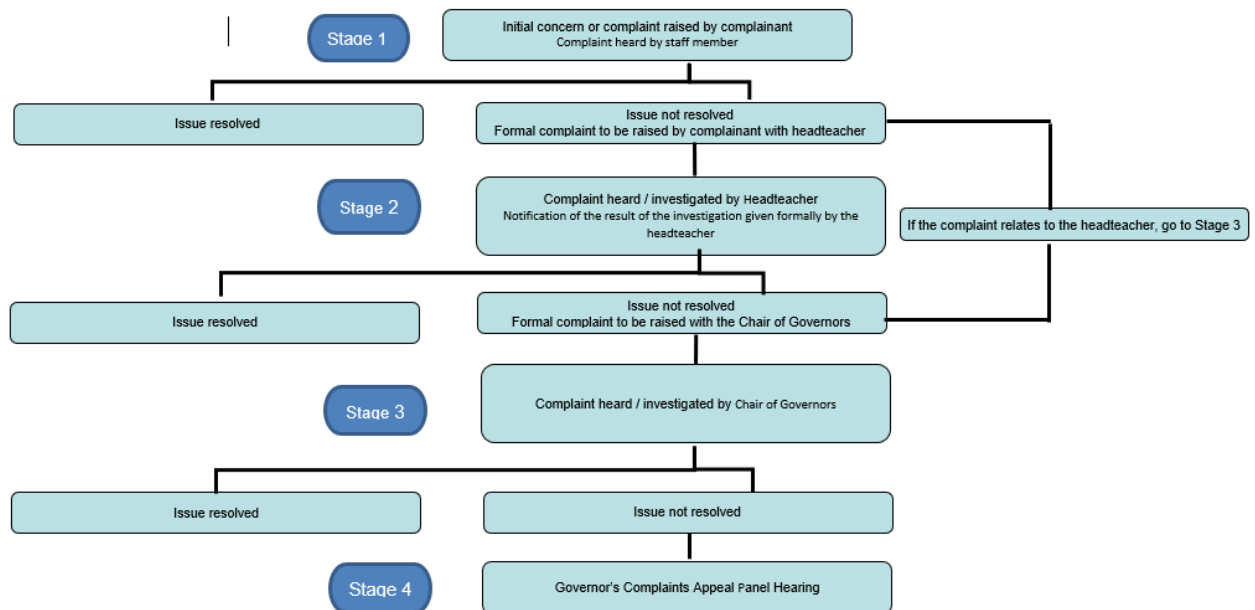 Stage 1
Initial concern or complaint raised by complainant
Complaint heard by staff member
Issue resolved
Issue not resolved
Formal complaint to be raised by complainant with headteacher
Stage 2
Complaint heard / investigated by Headteacher
Notification of the result of the investigation given formally by the
headteacher
If the complaint relates to the headteacher, go to Stage 3
Issue resolved
Issue not resolved
Formal complaint to be raised with the Chair of Governors
Stage 3
Complaint heard / investigated by Chair of Governors
Issue resolved
Issue not resolved
Stage 4
Governor's Complaints Appeal Panel Hearing